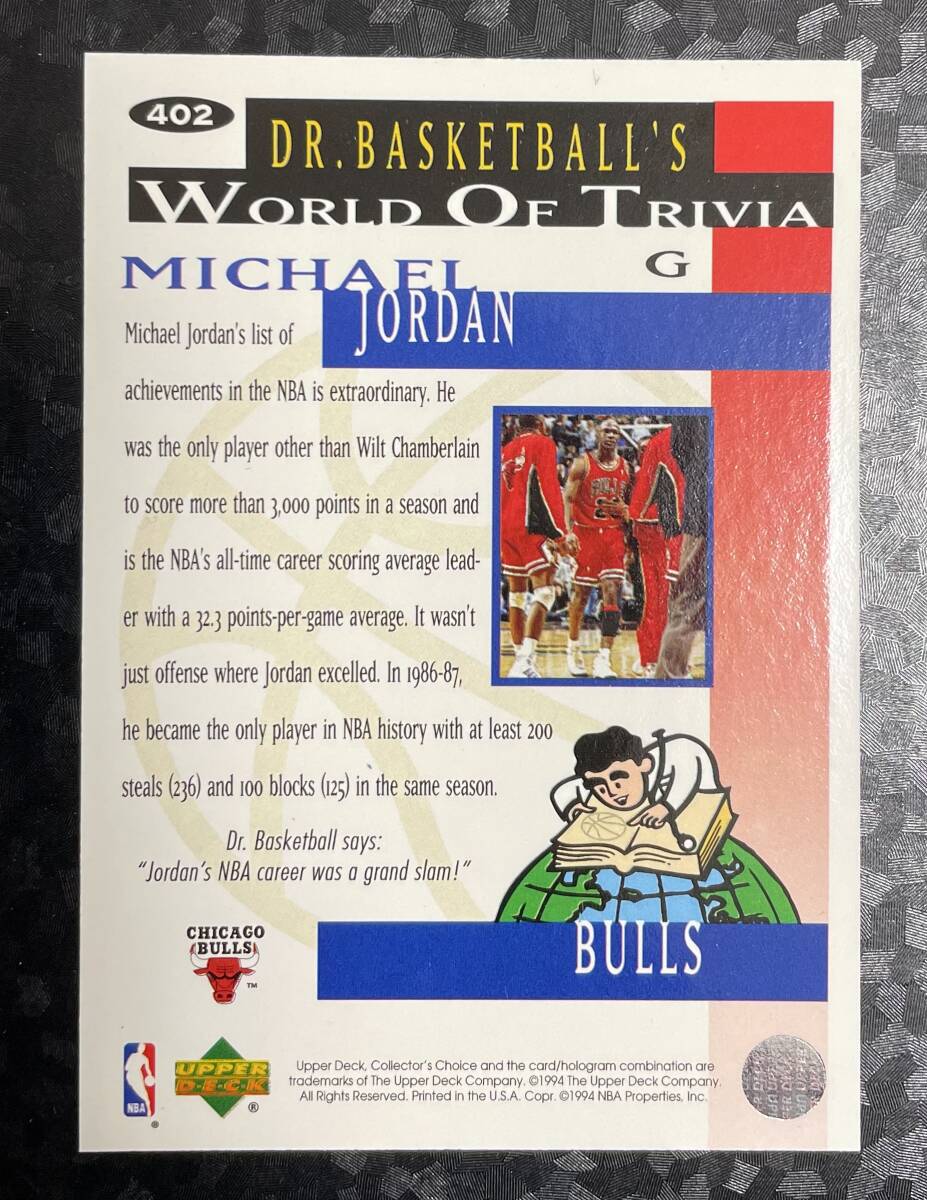 402
DR. BASKETBALL'S
WORLD OF TRIVIA
MICHAEL
G
JORDAN
Michael Jordan's list of
achievements in the NBA is extraordinary. He
was the only player other than Wilt Chamberlain
to score more than 3,000 points in a season and
is the NBA's all-time career scoring average lead-
er with a 32.3 points-per-game average. It wasn't
just offense where Jordan excelled. In 1986-87,
he became the only player in NBA history with at least 200
steals (236) and 100 blocks (125) in the same season.
Dr. Basketball says:
"Jordan's NBA career was a grand slam!"
CHICAGO
BULLS
TM
BULLS
NBA
®
UPPER
DECK
®
Upper Deck, Collector's Choice and the card/hologram combination are
trademarks of The Upper Deck Company. ©1994 The Upper Deck Company.
All Rights Reserved. Printed in the U.S.A. Copr. ©1994 NBA Properties, Inc.